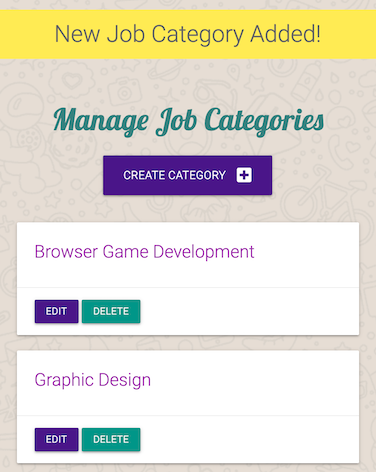 New Job Category Added!
Manage Job Categories
CREATE CATEGORY
Browser Game Development
EDIT DELETE
Graphic Design
EDIT DELETE